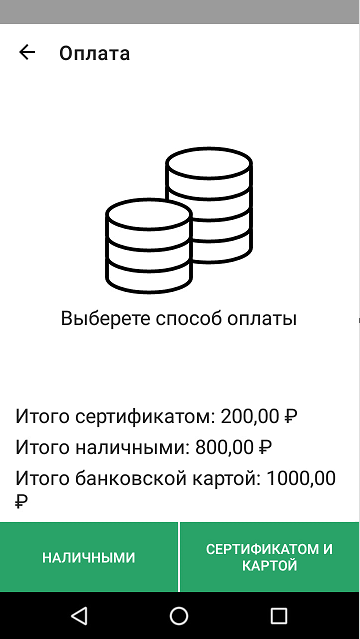 Оплата
Выберете способ оплаты
Итого сертификатом: 200,00 ₽
Итого наличными: 800,00 ₽
Итого банковской картой: 1000,00
₽
НАЛИЧНЫМИ
СЕРТИФИКАТОМ И
КАРТОЙ